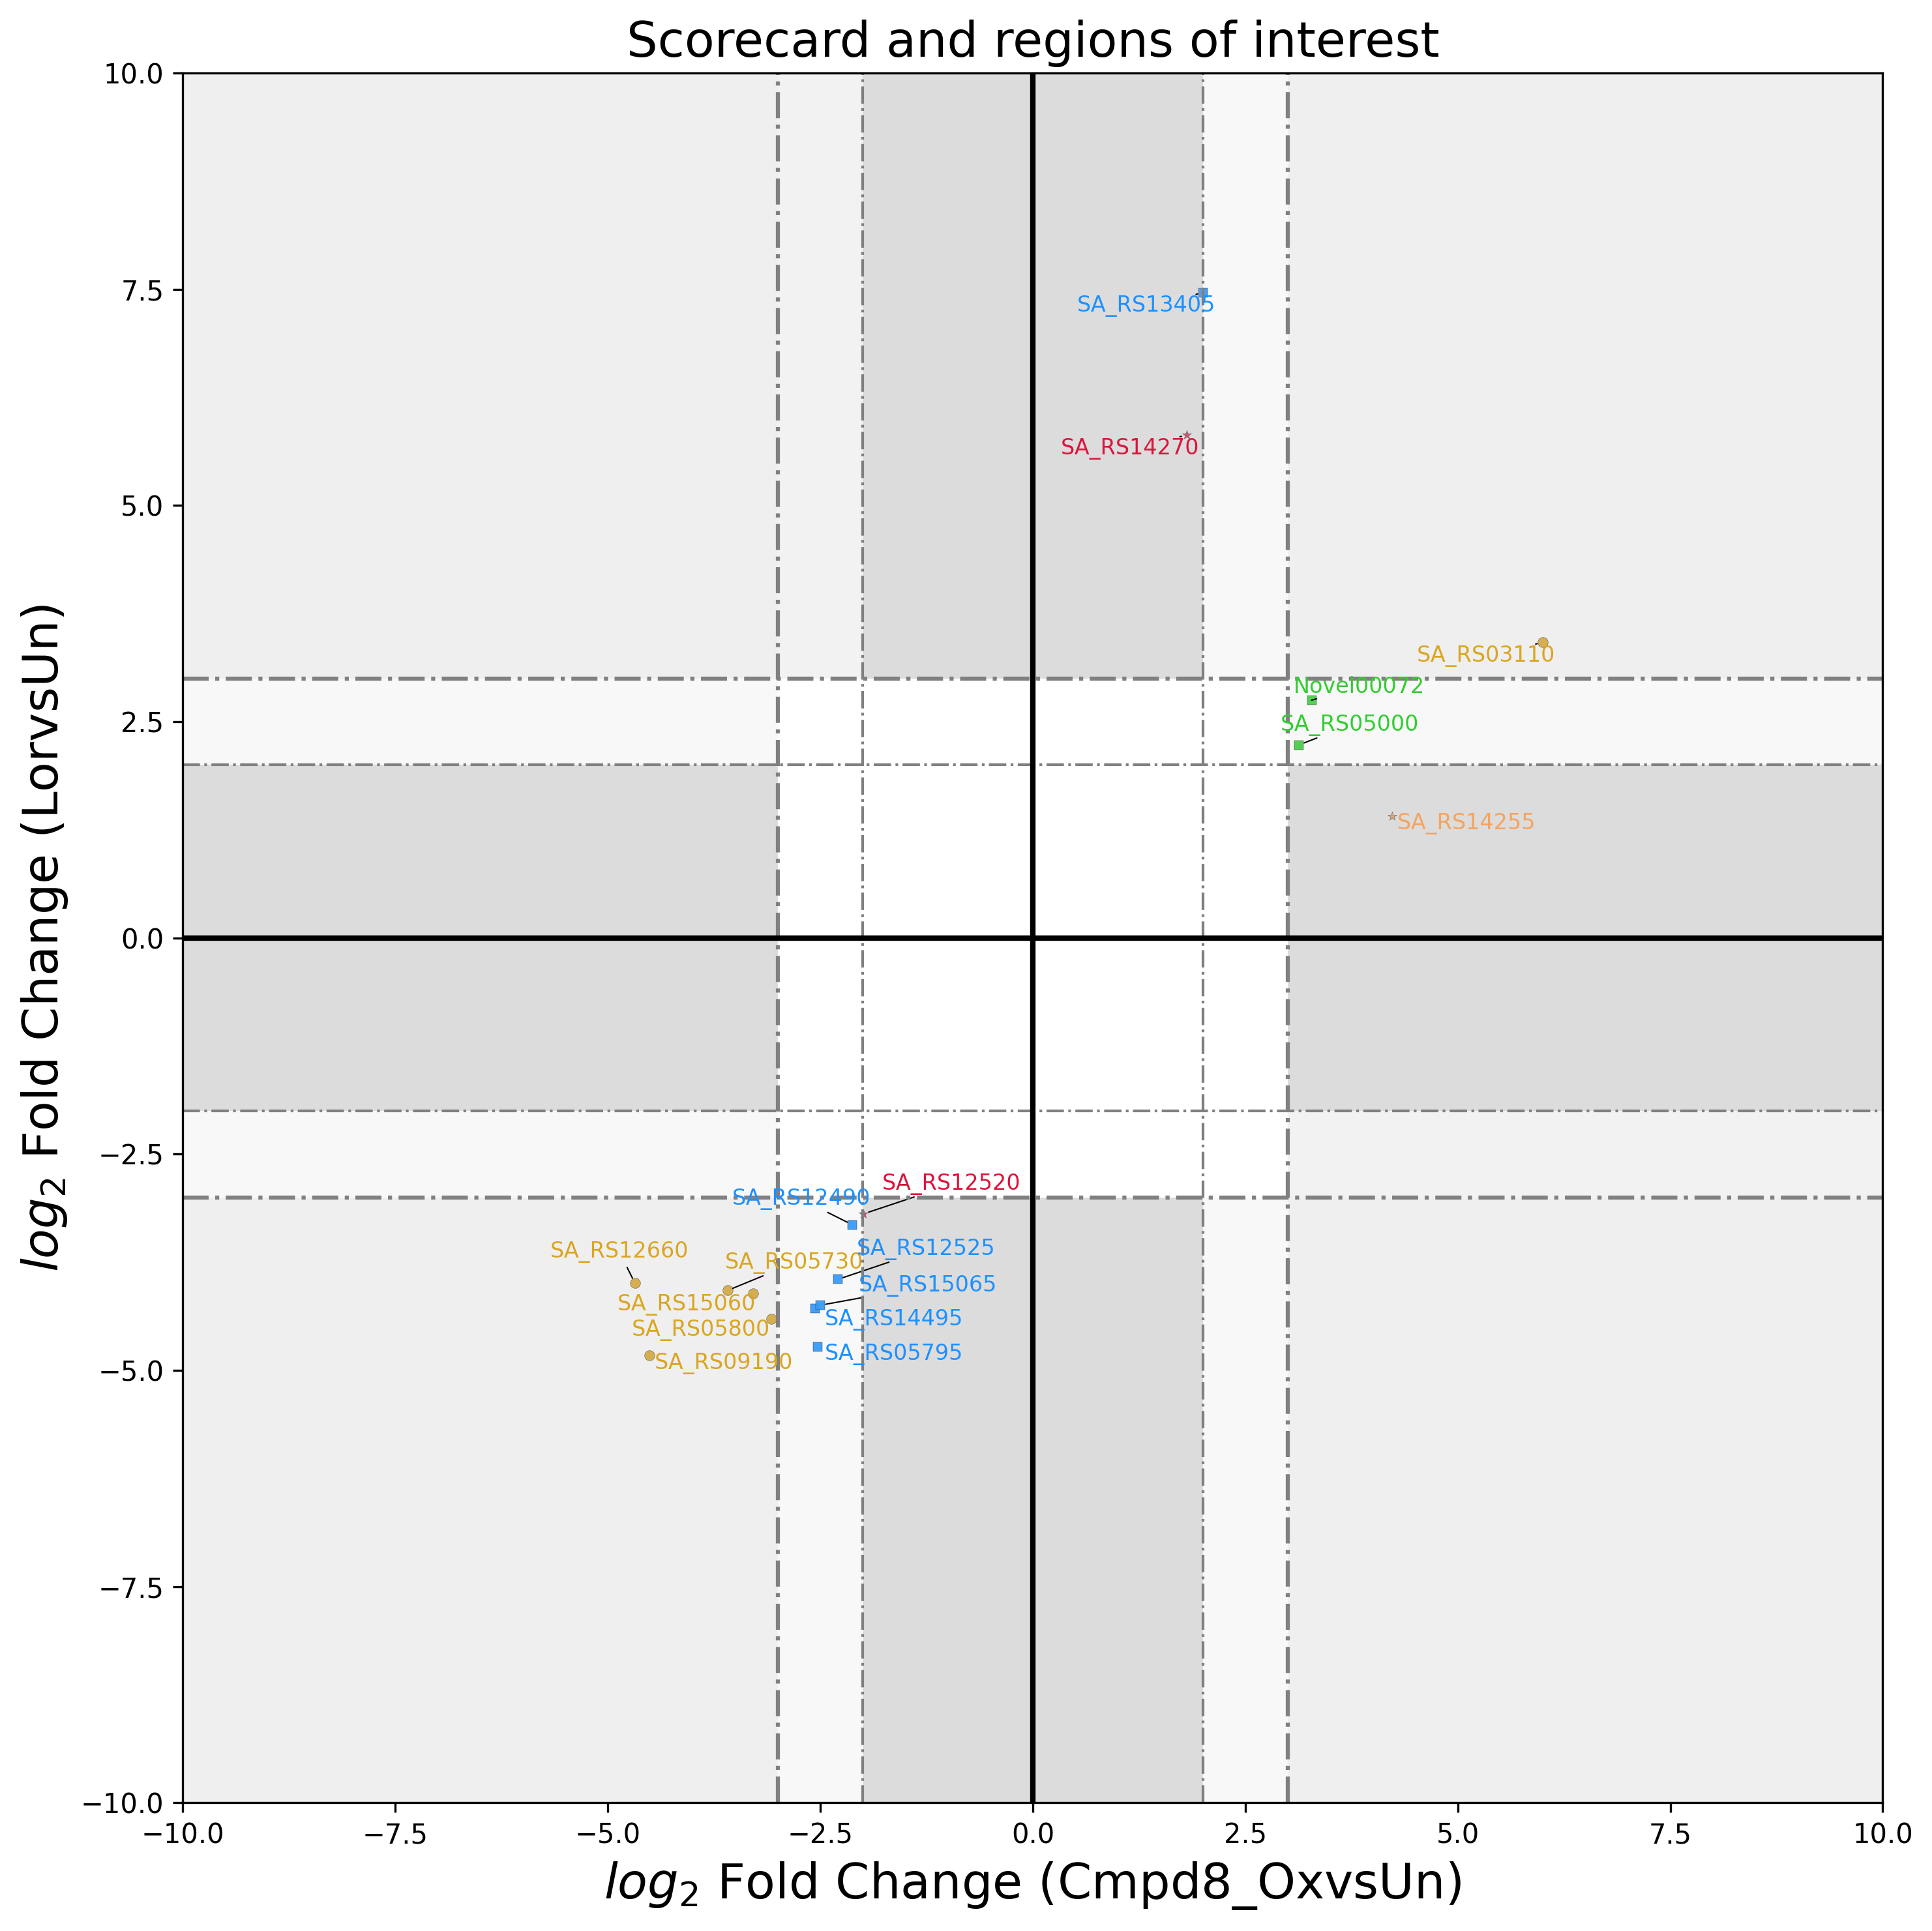 Scorecard and regions of interest
10.0
7.5
5.0
2.5
0.0
−2.5
−5.0
−7.5
−10.0
log2 Fold Change (LorvsUn)
SA_RS13405
SA_RS14270
SA_RS03110
Novel00072
SA_RS05000
SA_RS14255
SA_RS12520
SA_RS12490
SA_RS12525
SA_RS12660
SA_RS05730
SA_RS15065
SA_RS15060
SA_RS14495
SA_RS05800
SA_RS05795
SA_RS09190
−10.0 −7.5 −5.0 −2.5 0.0 2.5 5.0 7.5 10.0
log2 Fold Change (Cmpd8_OxvsUn)